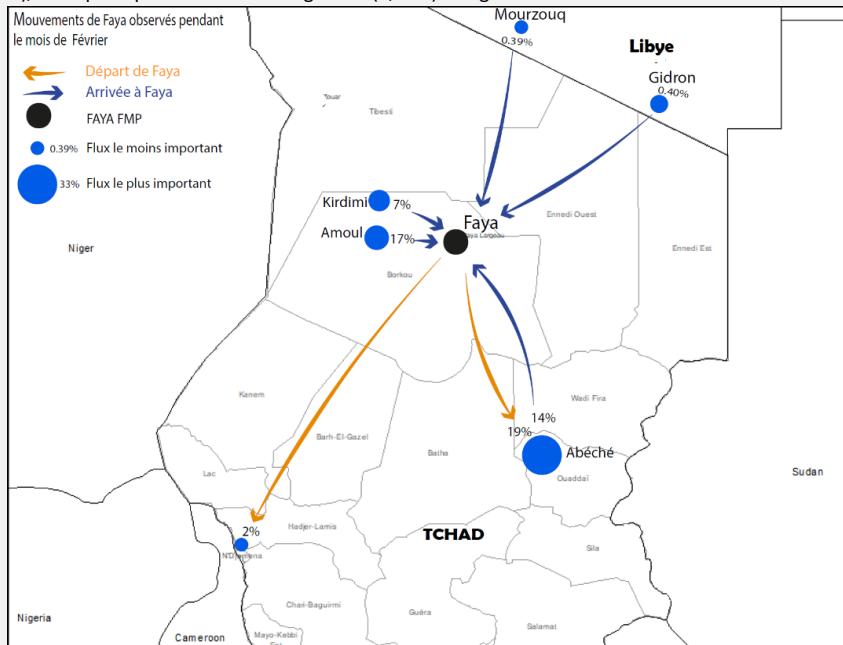 Mouvements de Faya observés pendant
le mois de Février
Départ de Faya
Arrivée à Faya
FAYA FMP
0.39% Flux le moins important
33% Flux le plus important
Mourzouq
0.39%
Libye
Gidron
0.40%
Tibesti
Kirdimi
7%
Amoul
17%
Faya
Ennedi Ouest
Ennedi Est
Niger
Borkou
Kanem
Wadi Fira
14%
19%
Abéché
Barh-El-Gazel
Batha
Ouaddaï
Lac
Sudan
2%
Hadjer-Lamis
TCHAD
N'Djamena
Sila
Chari-Baguirmi
Guéra
Nigeria
Salamat
Cameroon
Mayo-Kebbi